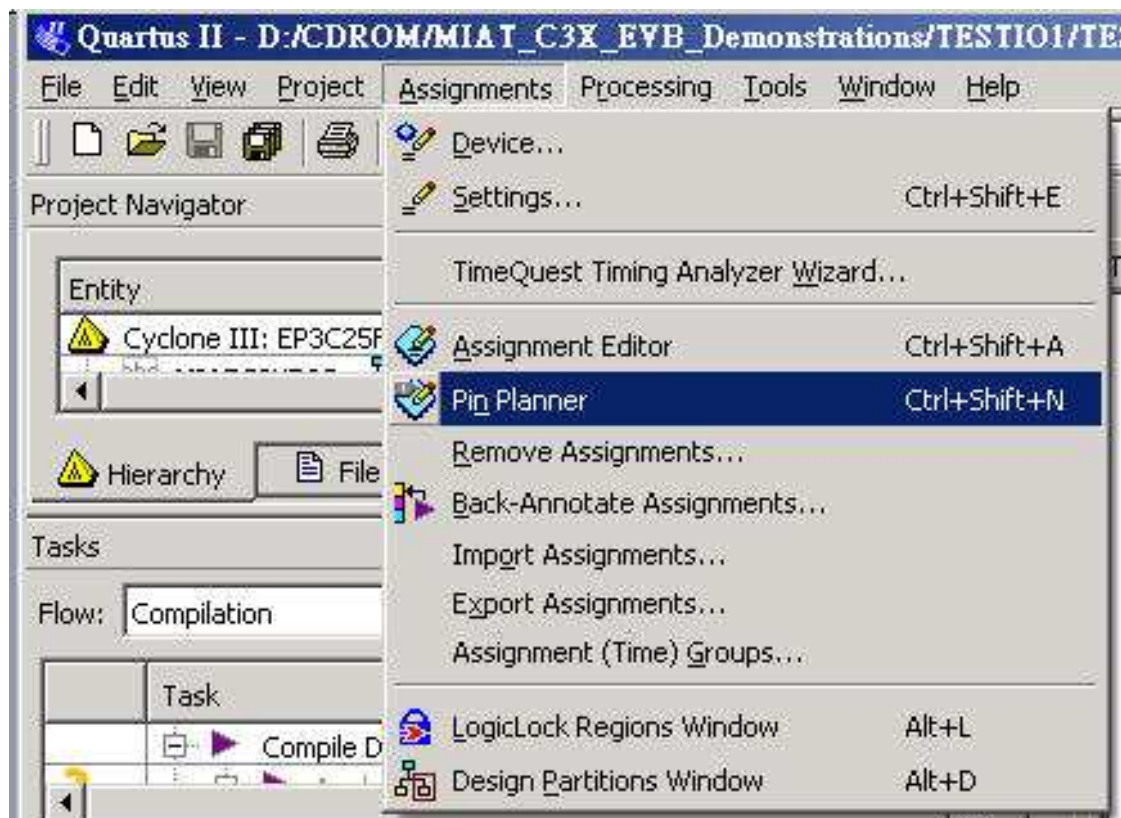 Quartus II - D:/CDROM/MIAT_C3X_EVB_Demonstrations/TESTIO1/TE
File Edit View Project Assignments Processing Tools Window Help
Device...
Settings... Ctrl+Shift+E
Project Navigator
TimeQuest Timing Analyzer Wizard...
Entity
Cyclone III: EP3C25F
Assignment Editor Ctrl+Shift+A
Pin Planner Ctrl+Shift+N
Remove Assignments...
Hierarchy File
Back-Annotate Assignments...
Tasks
Import Assignments...
Flow: Compilation
Export Assignments...
Assignment (Time) Groups...
Task
LogicLock Regions Window Alt+L
Compile D
Design Partitions Window Alt+D